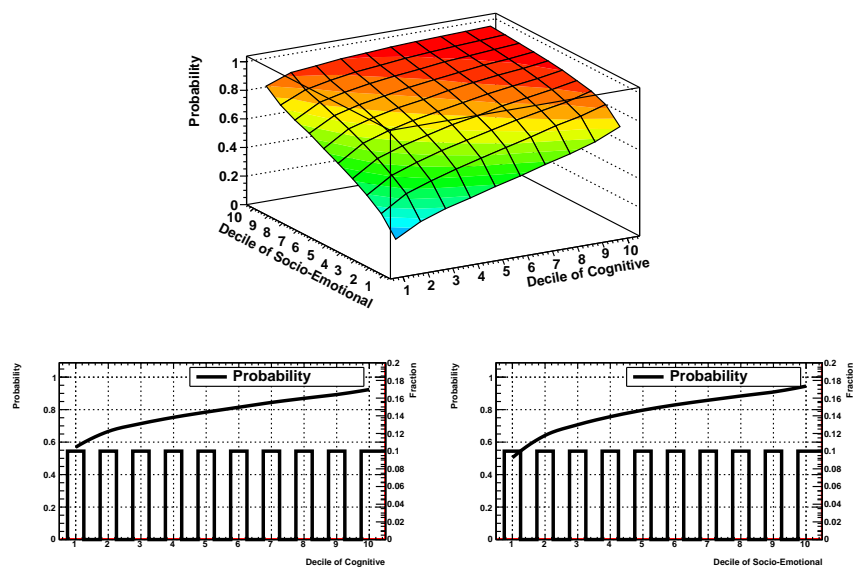 Probability
1
0.8
0.6
0.4
0.2
0
10 9 8 7 6 5 4 3 2 1
Decile of Socio-Emotional
1 2 3 4 5 6 7 8 9 10
Decile of Cognitive
Probability
1
0.8
0.6
0.4
0.2
0
Probability
Fraction
0.2
0.18
0.16
0.14
0.12
0.1
0.08
0.06
0.04
0.02
0
1 2 3 4 5 6 7 8 9 10
Decile of Cognitive
Probability
1
0.8
0.6
0.4
0.2
0
Probability
Fraction
0.2
0.18
0.16
0.14
0.12
0.1
0.08
0.06
0.04
0.02
0
1 2 3 4 5 6 7 8 9 10
Decile of Socio-Emotional